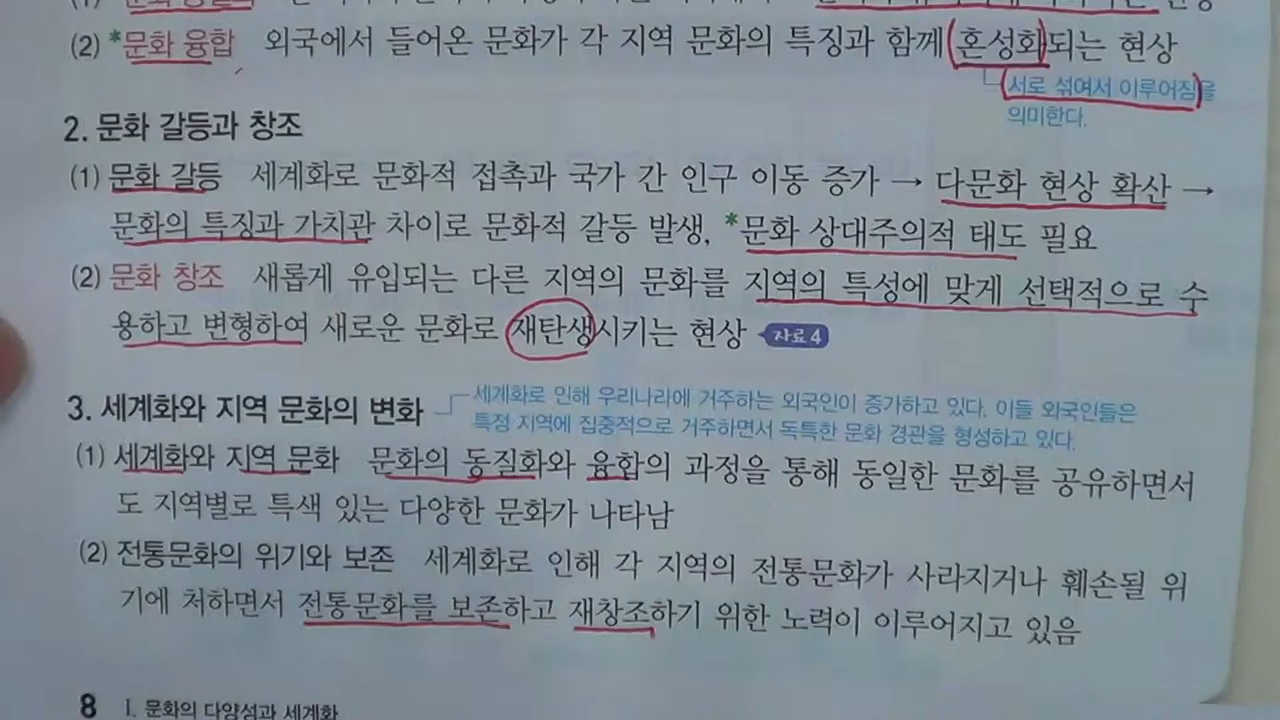 (2) *문화 융합 외국에서 들어온 문화가 각 지역 문화의 특징과 함께 혼성화되는 현상
서로 섞여서 이루어짐을
의미한다.
2. 문화 갈등과 창조
(1) 문화 갈등 세계화로 문화적 접촉과 국가 간 인구 이동 증가 → 다문화 현상 확산 →
문화의 특징과 가치관 차이로 문화적 갈등 발생, *문화 상대주의적 태도 필요
(2) 문화 창조 새롭게 유입되는 다른 지역의 문화를 지역의 특성에 맞게 선택적으로 수
용하고 변형하여 새로운 문화로 재탄생시키는 현상 자료 4
3. 세계화와 지역 문화의 변화
세계화로 인해 우리나라에 거주하는 외국인이 증가하고 있다. 이들 외국인들은
특정 지역에 집중적으로 거주하면서 독특한 문화 경관을 형성하고 있다.
(1) 세계화와 지역 문화 문화의 동질화와 융합의 과정을 통해 동일한 문화를 공유하면서
도 지역별로 특색 있는 다양한 문화가 나타남
(2) 전통문화의 위기와 보존 세계화로 인해 각 지역의 전통문화가 사라지거나 훼손될 위
기에 처하면서 전통문화를 보존하고 재창조하기 위한 노력이 이루어지고 있음
8 I. 문화의 다양성과 세계화